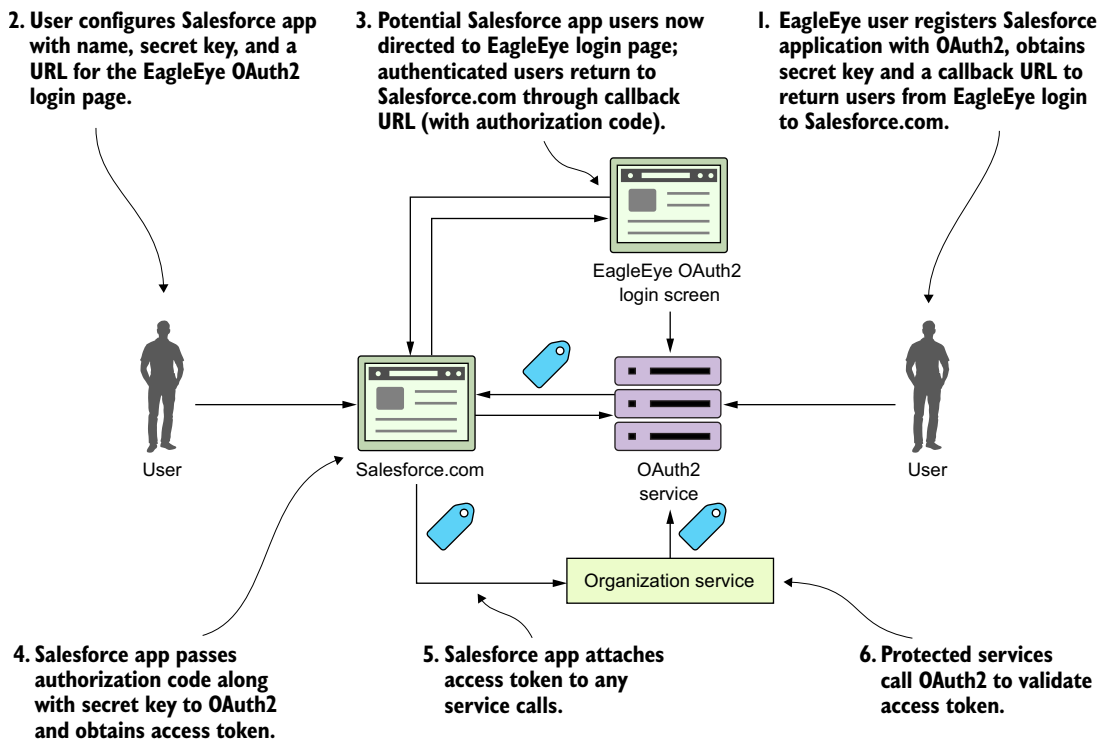 2. User configures Salesforce app
with name, secret key, and a
URL for the EagleEye OAuth2
login page.
3. Potential Salesforce app users now
directed to EagleEye login page;
authenticated users return to
Salesforce.com through callback
URL (with authorization code).
1. EagleEye user registers Salesforce
application with OAuth2, obtains
secret key and a callback URL to
return users from EagleEye login
to Salesforce.com.
EagleEye OAuth2
login screen
User
Salesforce.com
OAuth2
service
User
Organization service
4. Salesforce app passes
authorization code along
with secret key to OAuth2
and obtains access token.
5. Salesforce app attaches
access token to any
service calls.
6. Protected services
call OAuth2 to validate
access token.